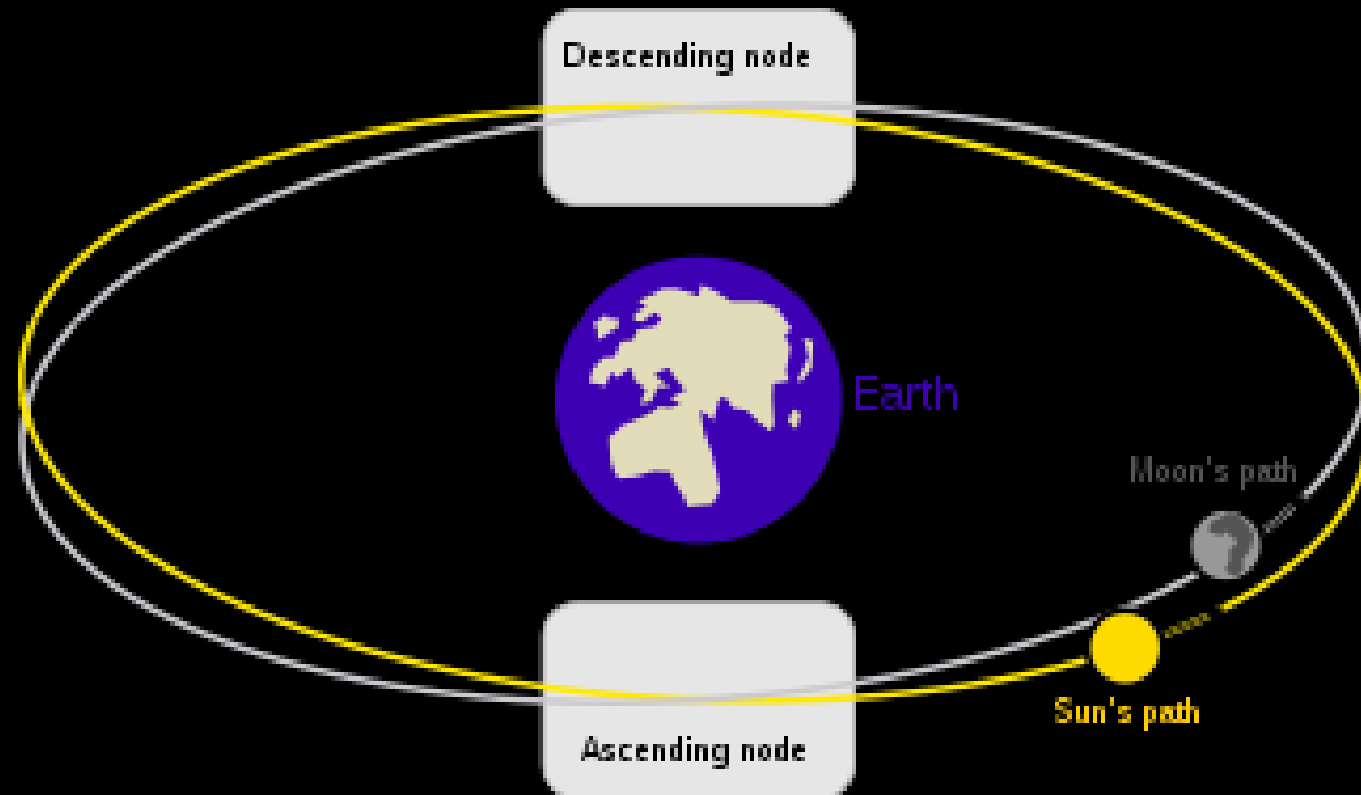 Descending node
Earth
Moon's path
Sun's path
Ascending node